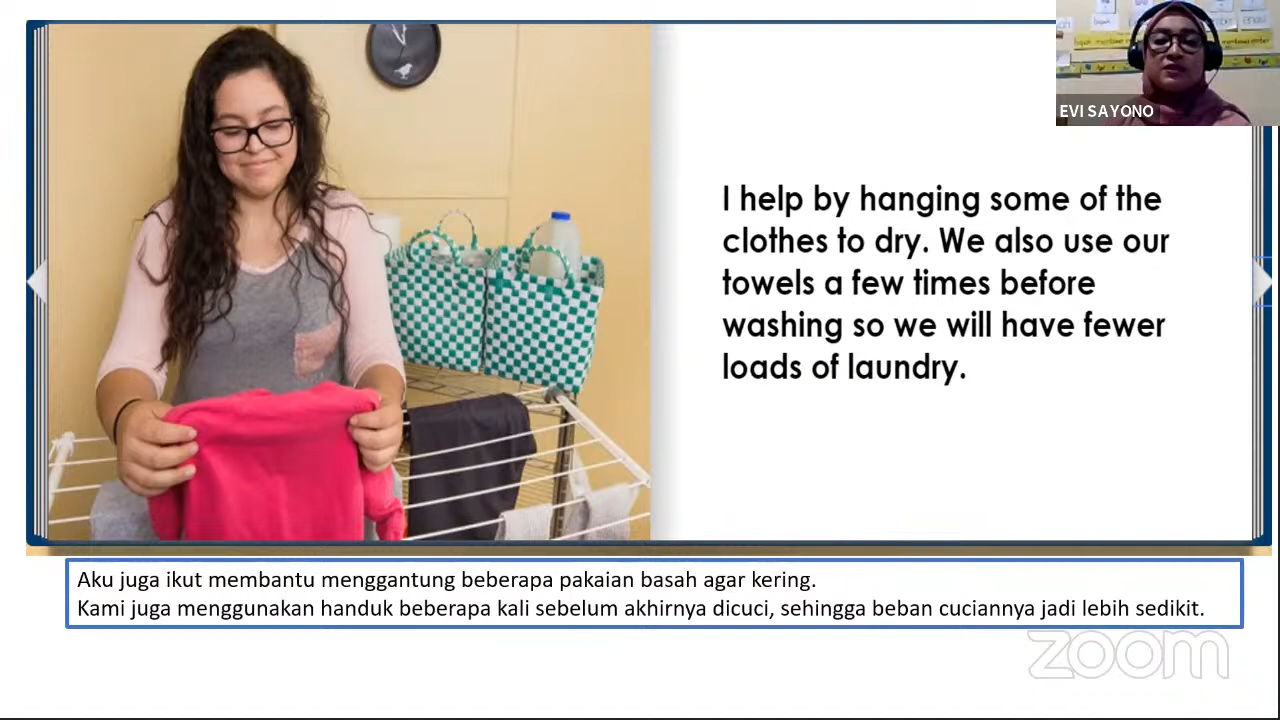 EVI SAYONO
I help by hanging some of the
clothes to dry. We also use our
towels a few times before
washing so we will have fewer
loads of laundry.
Aku juga ikut membantu menggantung beberapa pakaian basah agar kering.
Kami juga menggunakan handuk beberapa kali sebelum akhirnya dicuci, sehingga beban cuciannya jadi lebih sedikit.
zoom